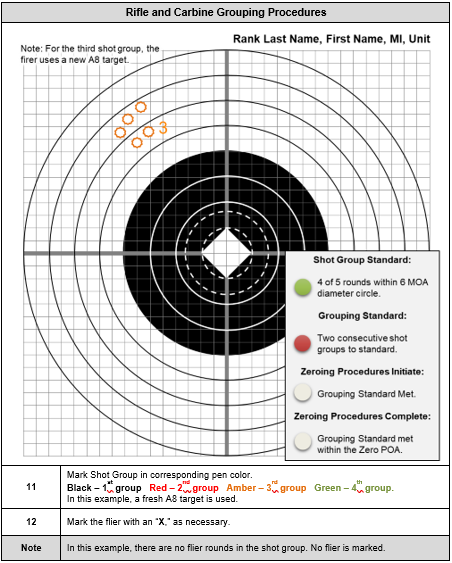 Rifle and Carbine Grouping Procedures
Rank Last Name, First Name, MI, Unit
Note: For the third shot group, the
firer uses a new A8 target.
3
Shot Group Standard:
4 of 5 rounds within 6 MOA
diameter circle.
Grouping Standard:
Two consecutive shot
groups to standard.
Zeroing Procedures Initiate:
Grouping Standard Met.
Zeroing Procedures Complete:
Grouping Standard met
within the Zero POA.
11
Mark Shot Group in corresponding pen color.
Black – 1st group Red – 2nd group Amber – 3rd group Green – 4th group.
In this example, a fresh A8 target is used.
12
Mark the flier with an “X,” as necessary.
Note
In this example, there are no flier rounds in the shot group. No flier is marked.